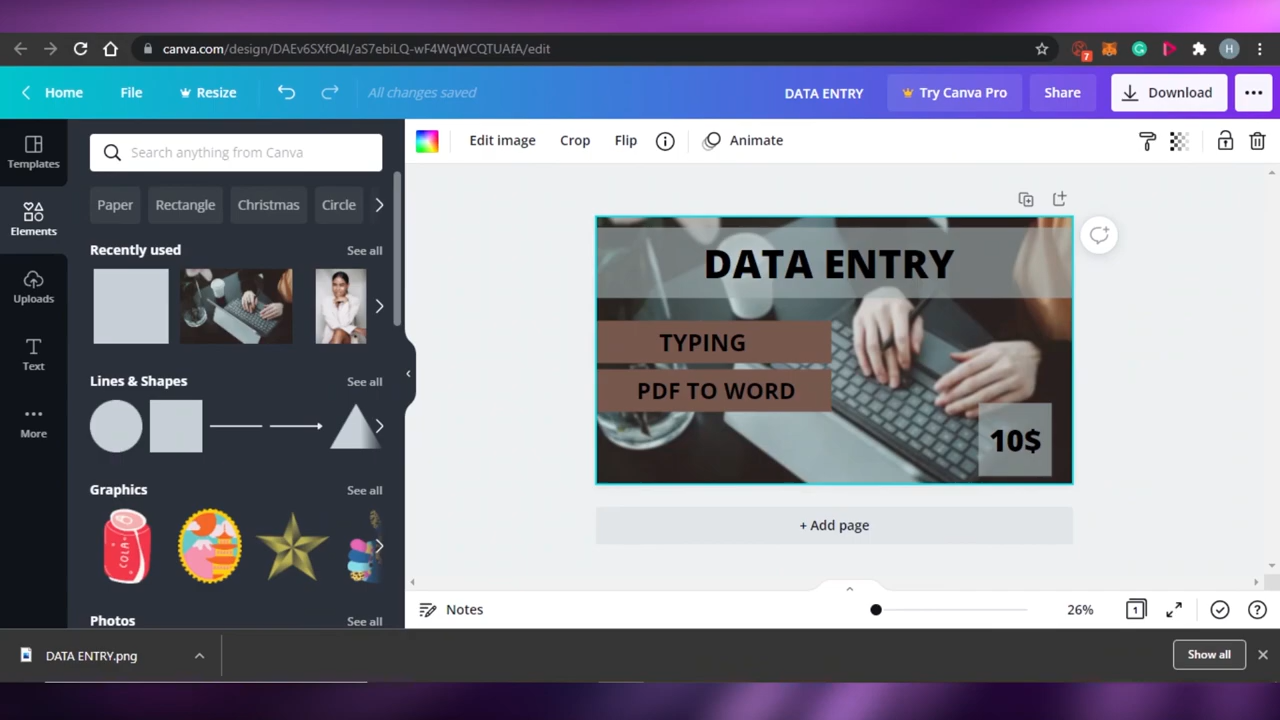 canva.com/design/DAEv6SXfO4I/aS7ebiLQ-wF4WqWCQTUAfA/edit
7
H
Home
File
Resize
All changes saved
DATA ENTRY
Try Canva Pro
Share
Download
Templates
Elements
Uploads
Text
More
Search anything from Canva
Paper
Rectangle
Christmas
Circle
Recently used
See all
Lines & Shapes
See all
Graphics
See all
COLA
Photos
See all
Edit image
Crop
Flip
Animate
DATA ENTRY
TYPING
PDF TO WORD
10$
+ Add page
Notes
26%
1
DATA ENTRY.png
Show all